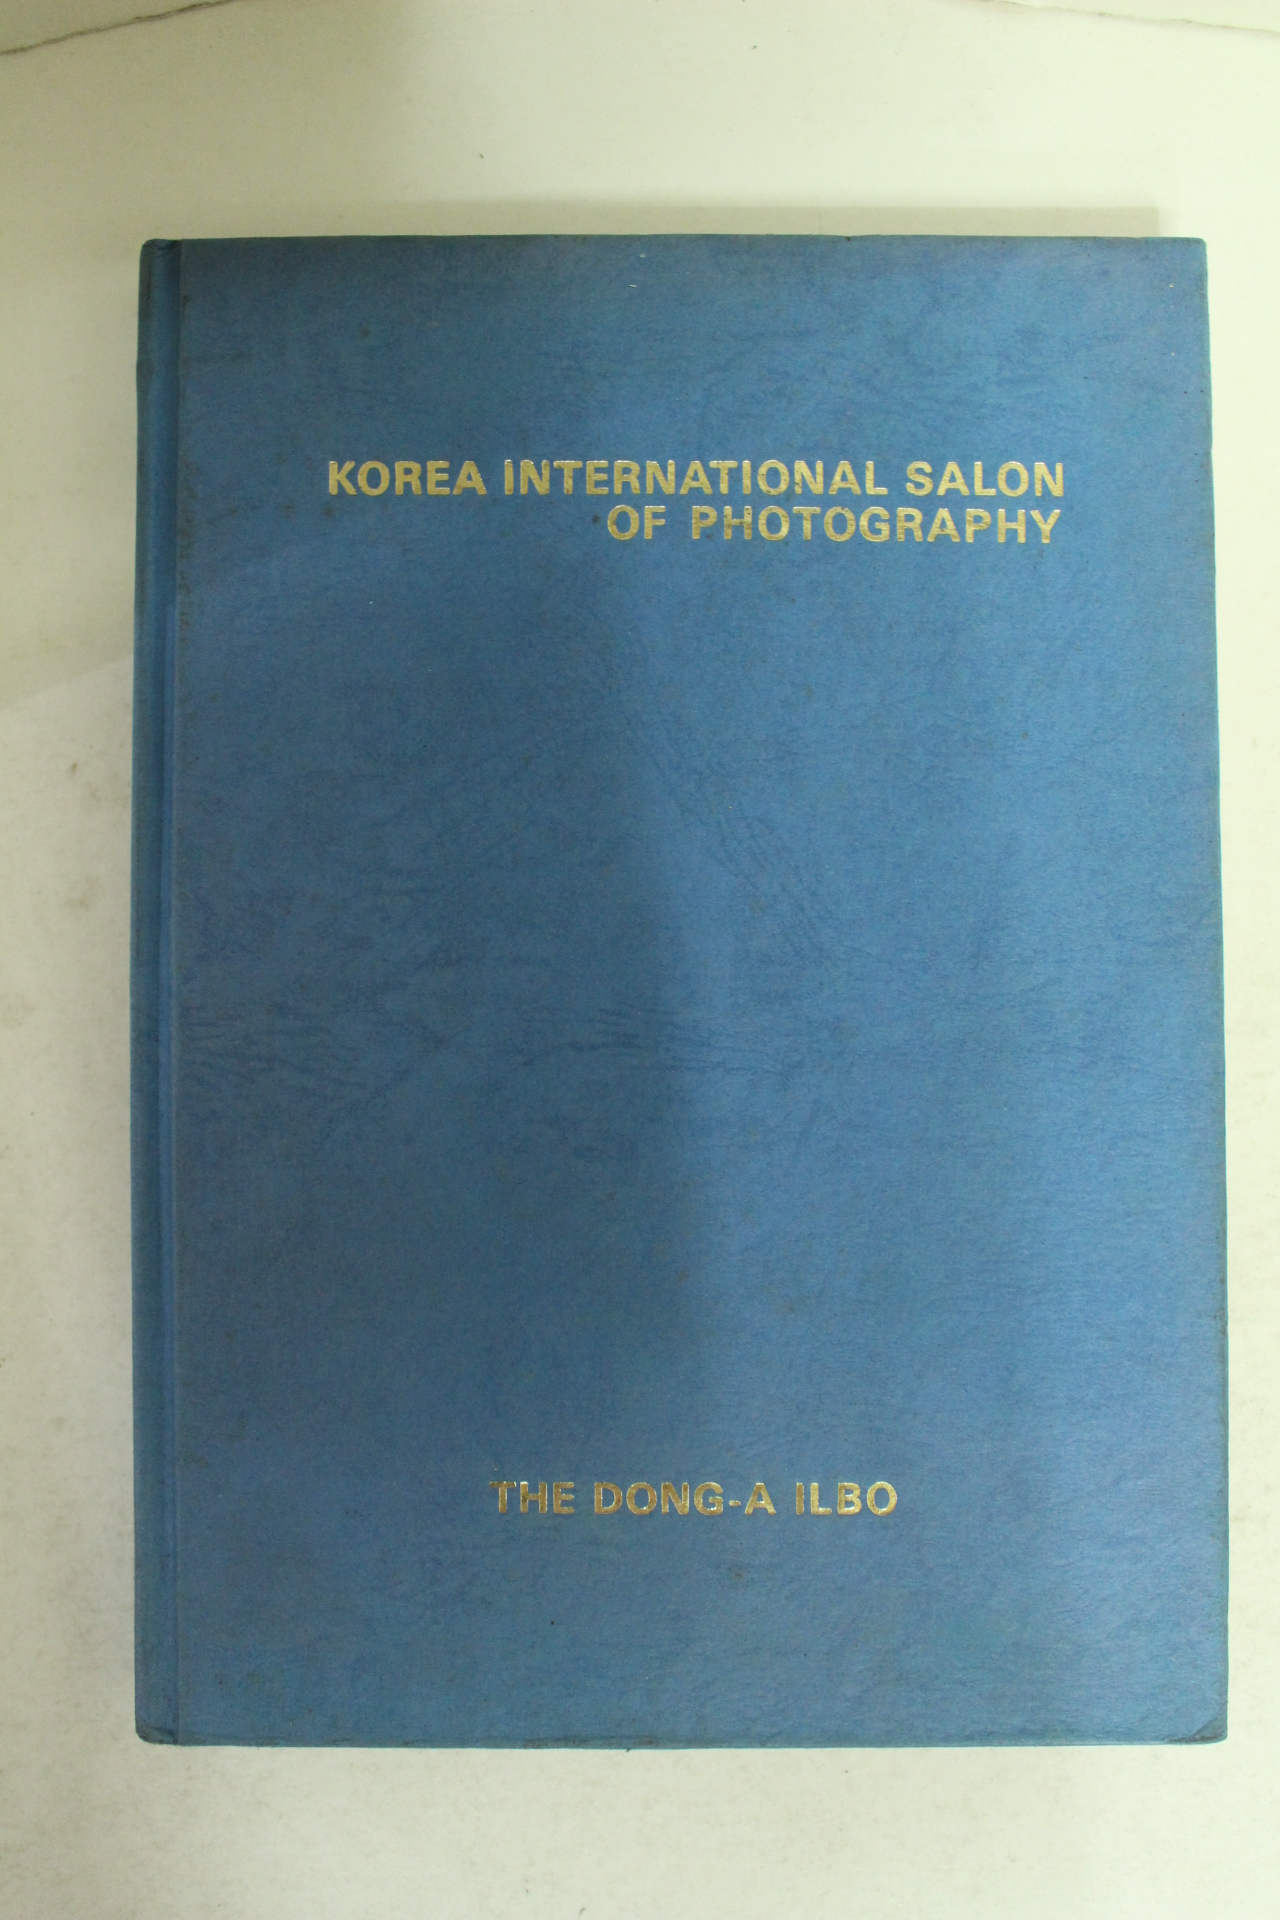 KOREA INTERNATIONAL SALON
OF PHOTOGRAPHY
THE DONG-A ILBO